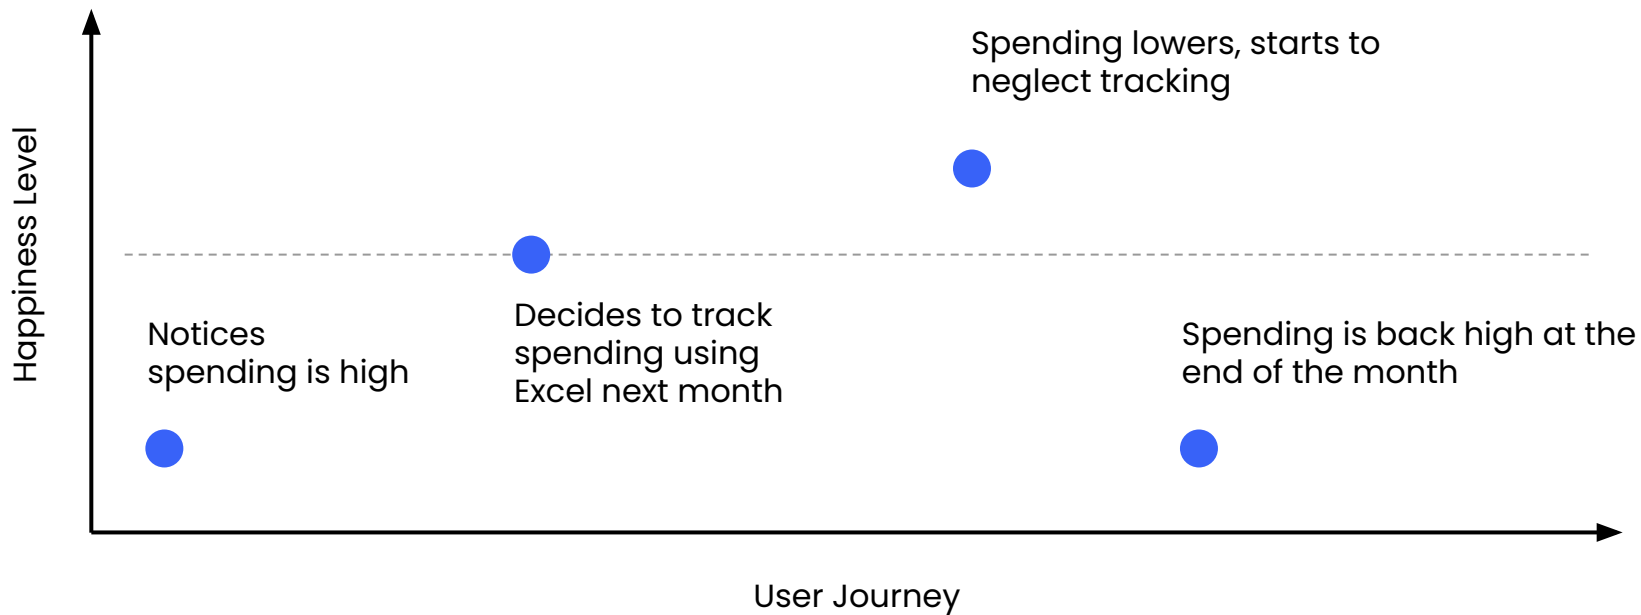 Spending lowers, starts to
neglect tracking
Happiness Level
Notices
spending is high
Decides to track
spending using
Excel next month
Spending is back high at the
end of the month
User Journey